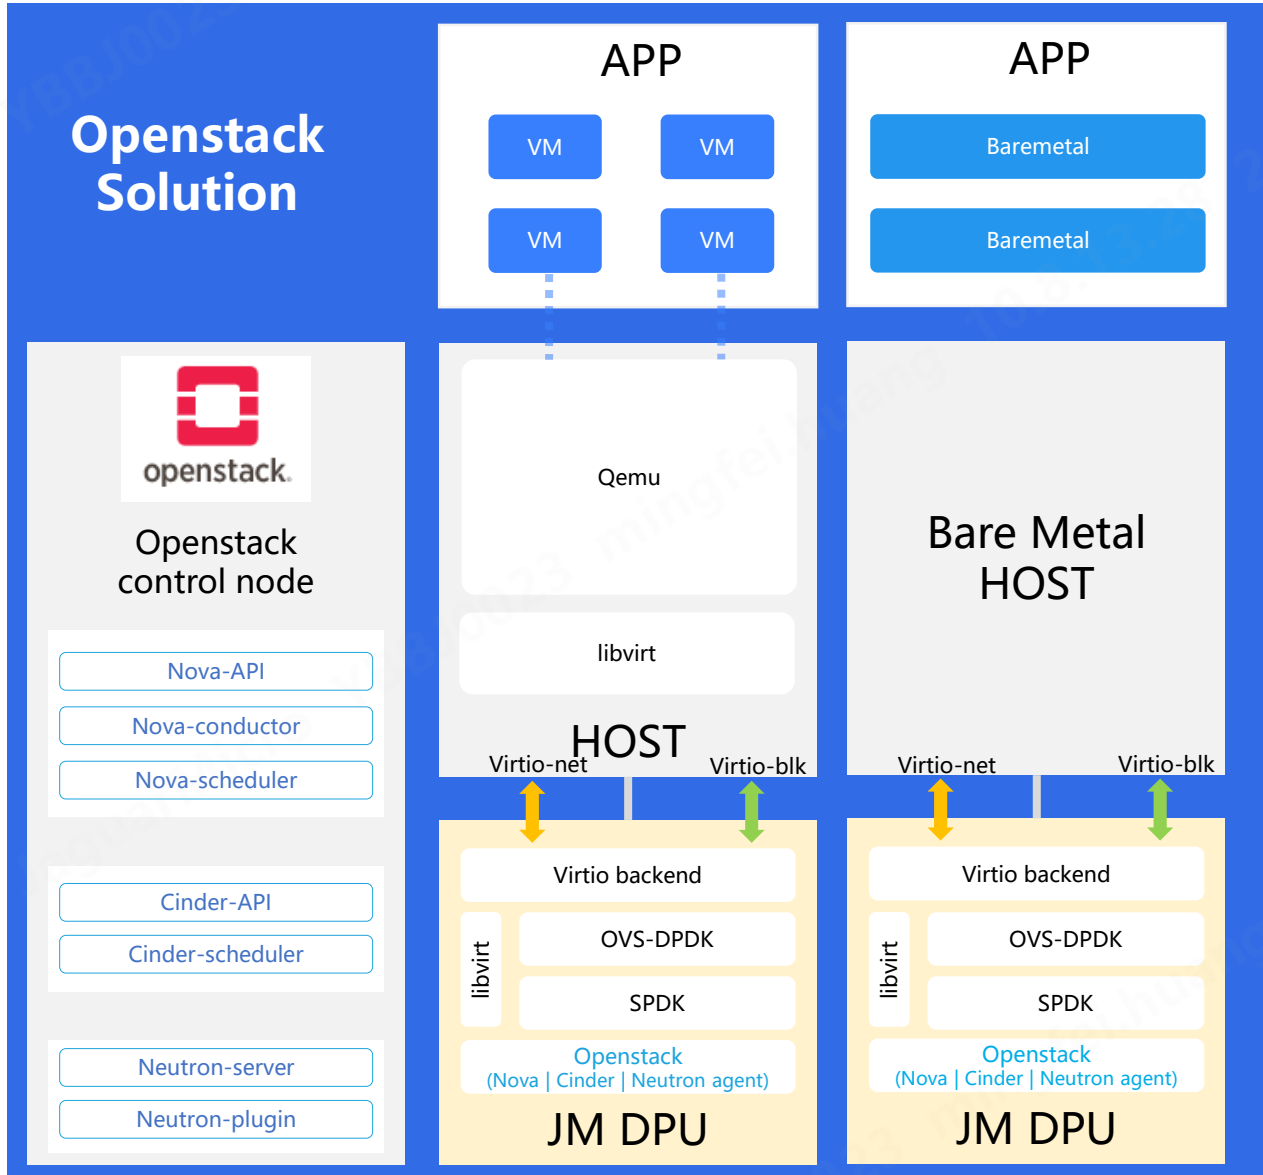 Openstack
Solution
APP
VM
VM
VM
VM
APP
Baremetal
Baremetal
openstack.
Openstack
control node
Nova-API
Nova-conductor
Nova-scheduler
Cinder-API
Cinder-scheduler
Neutron-server
Neutron-plugin
Qemu
libvirt
HOST
Virtio-net
Virtio-blk
Virtio backend
libvirt
OVS-DPDK
SPDK
Openstack
(Nova | Cinder | Neutron agent)
JM DPU
Bare Metal
HOST
Virtio-net
Virtio-blk
Virtio backend
libvirt
OVS-DPDK
SPDK
Openstack
(Nova | Cinder | Neutron agent)
JM DPU